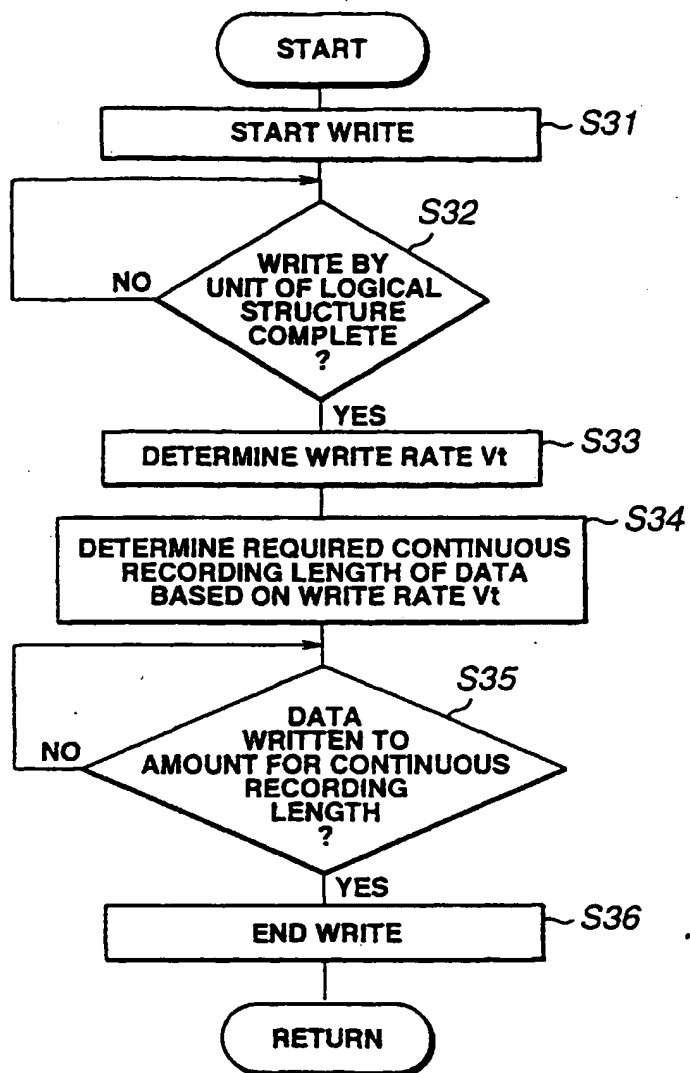 START
START WRITE
S31
S32
WRITE BY
UNIT OF LOGICAL
STRUCTURE
COMPLETE
?
NO
YES
DETERMINE WRITE RATE Vt
S33
S34
DETERMINE REQUIRED CONTINUOUS
RECORDING LENGTH OF DATA
BASED ON WRITE RATE Vt
S35
DATA
WRITTEN TO
AMOUNT FOR CONTINUOUS
RECORDING
LENGTH
?
NO
YES
END WRITE
S36
RETURN